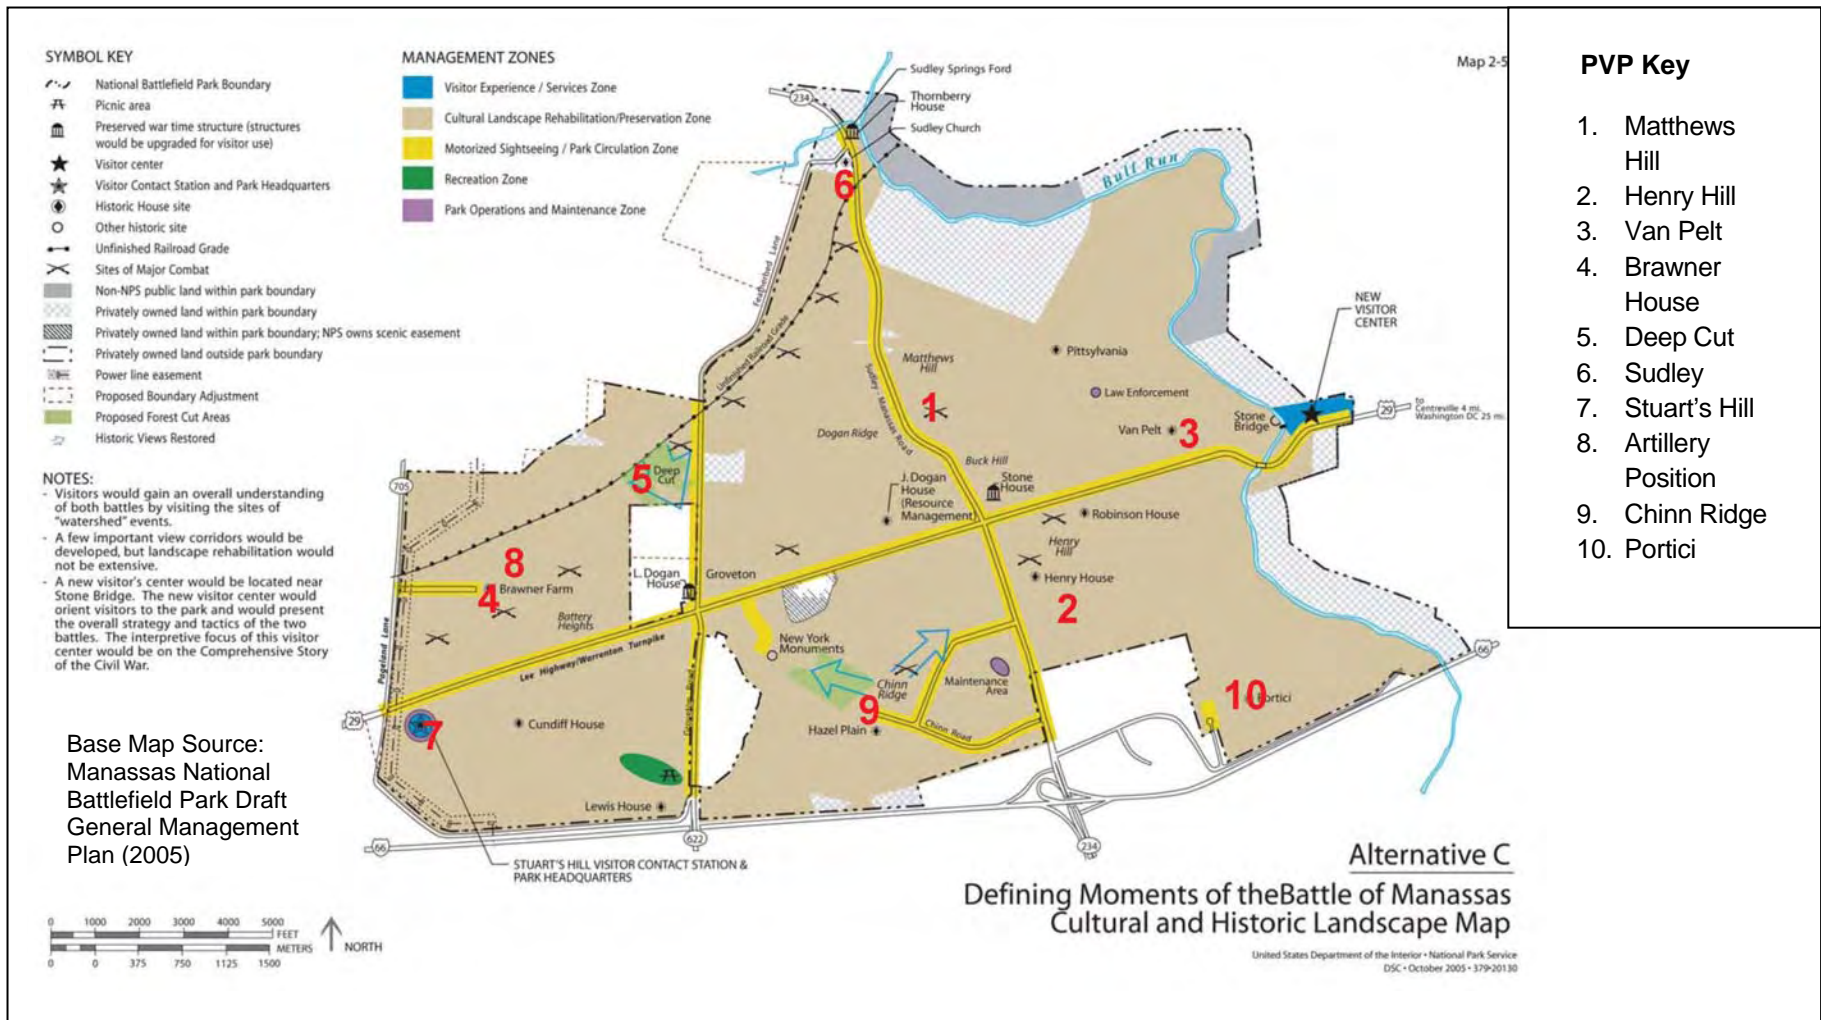 SYMBOL KEY
National Battlefield Park Boundary
Picnic area
Preserved war time structure (structures
would be upgraded for visitor use)
Visitor center
Visitor Contact Station and Park Headquarters
Historic House site
Other historic site
Unfinished Railroad Grade
Sites of Major Combat
Non-NPS public land within park boundary
Privately owned land within park boundary
Privately owned land within park boundary; NPS owns scenic easement
Privately owned land outside park boundary
Power line easement
Proposed Boundary Adjustment
Proposed Forest Cut Areas
Historic Views Restored
NOTES:
- Visitors would gain an overall understanding
of both battles by visiting the sites of
"watershed" events.
- A few important view corridors would be
developed, but landscape rehabilitation would
not be extensive.
- A new visitor's center would be located near
Stone Bridge. The new visitor center would
orient visitors to the park and would present
the overall strategy and tactics of the two
battles. The interpretive focus of this visitor
center would be on the Comprehensive Story
of the Civil War.
Base Map Source:
Manassas National
Battlefield Park Draft
General Management
Plan (2005)
0 1000 2000 3000 4000 5000
FEET
METERS
0 0 375 750 1125 1500
NORTH
MANAGEMENT ZONES
Visitor Experience / Services Zone
Cultural Landscape Rehabilitation/Preservation Zone
Motorized Sightseeing / Park Circulation Zone
Recreation Zone
Park Operations and Maintenance Zone
Map 2-5
234
Sudley Springs Ford
Thornberry
House
Sudley Church
6
Bull Run
Featherbed Lane
Unfinished Railroad Grade
Sudley - Manassas Road
Matthews
Hill
1
Pittsylvania
Law Enforcement
NEW
VISITOR
CENTER
Stone
Bridge
29
to
Centreville 4 mi.
Washington DC 25 mi.
Van Pelt
3
Dogan Ridge
Buck Hill
Stone
House
J. Dogan
House
(Resource
Management)
Robinson House
Henry
Hill
Henry House
2
5
Deep
Cut
705
8
Brawner Farm
4
Battery
Heights
L. Dogan
House
Groveton
Lee Highway/Warrenton Turnpike
Pageland Lane
Groveton Road
New York
Monuments
Chinn
Ridge
9
Maintenance
Area
Hazel Plain
Chinn Road
10
Portici
66
29
7
Cundiff House
Lewis House
66
622
234
STUART'S HILL VISITOR CONTACT STATION &
PARK HEADQUARTERS
Alternative C
Defining Moments of theBattle of Manassas
Cultural and Historic Landscape Map
United States Department of the Interior • National Park Service
DSC • October 2005 • 379•20130
PVP Key
1. Matthews
Hill
2. Henry Hill
3. Van Pelt
4. Brawner
House
5. Deep Cut
6. Sudley
7. Stuart's Hill
8. Artillery
Position
9. Chinn Ridge
10. Portici